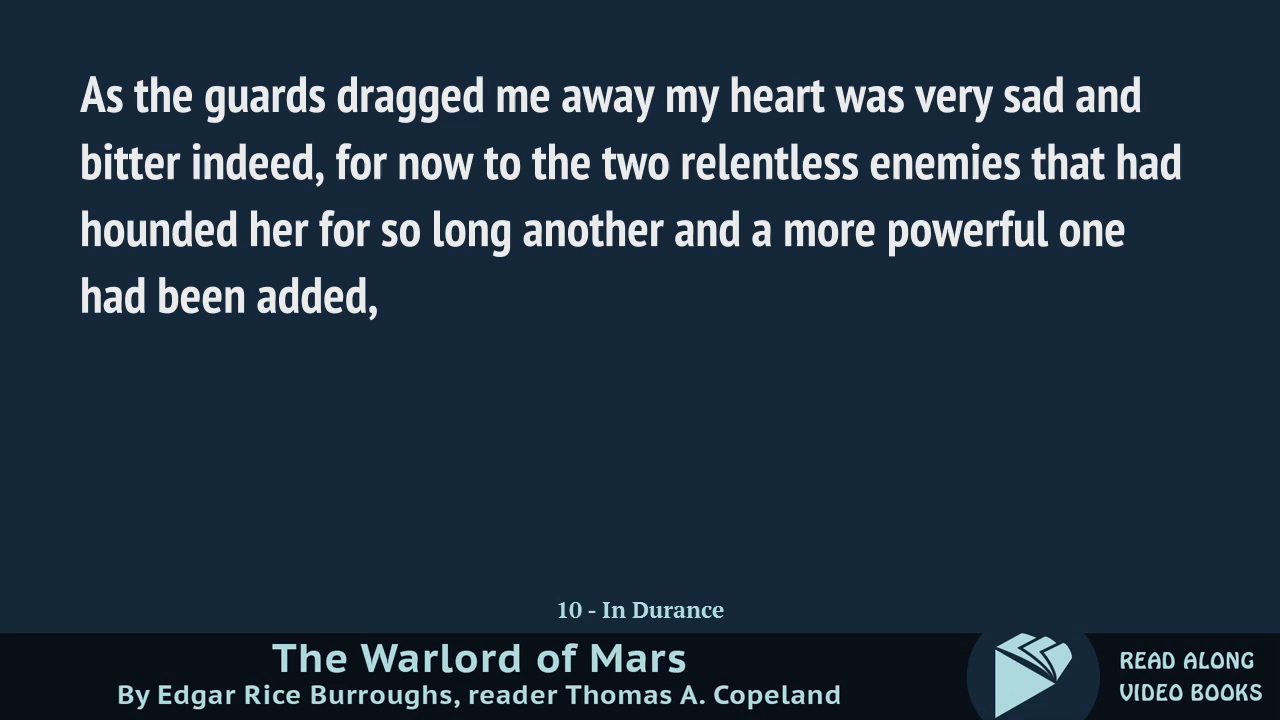 As the guards dragged me away my heart was very sad and
bitter indeed, for now to the two relentless enemies that had
hounded her for so long another and a more powerful one
had been added,
10 - In Durance
The Warlord of Mars
By Edgar Rice Burroughs, reader Thomas A. Copeland
READ ALONG
VIDEO BOOKS